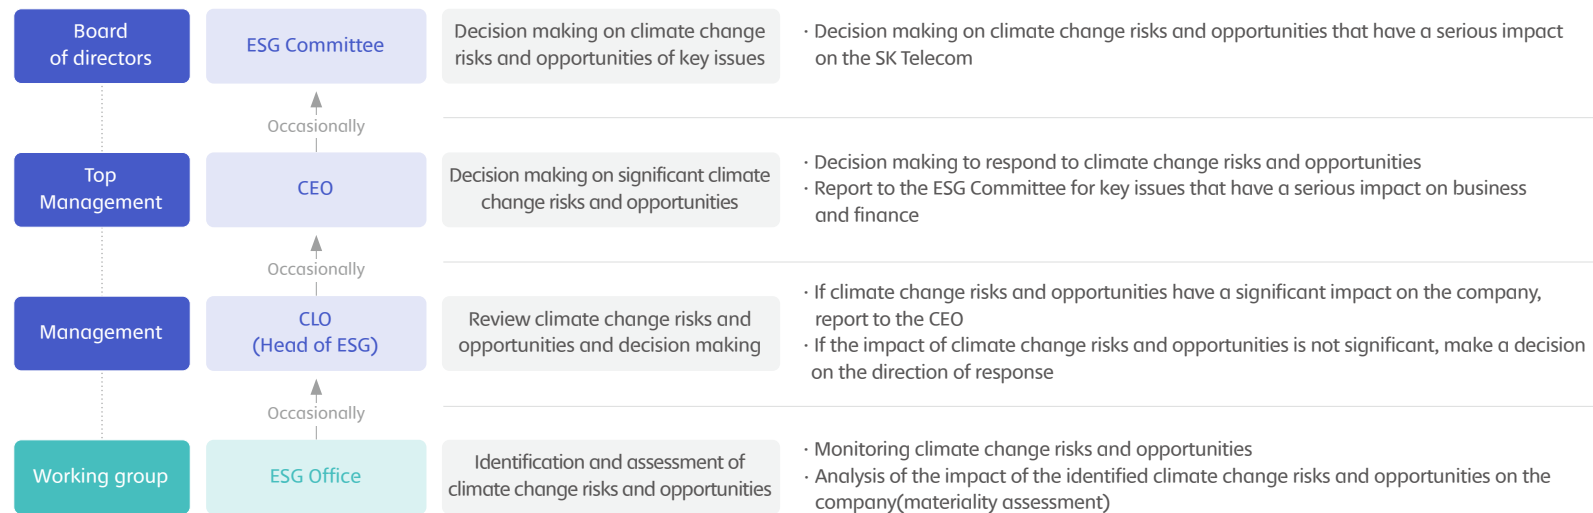 Board
of directors
ESG Committee
Decision making on climate change
risks and opportunities of key issues
· Decision making on climate change risks and opportunities that have a serious impact
on the SK Telecom
Occasionally
Top
Management
CEO
Decision making on significant climate
change risks and opportunities
· Decision making to respond to climate change risks and opportunities
· Report to the ESG Committee for key issues that have a serious impact on business
and finance
Occasionally
Management
CLO
(Head of ESG)
Review climate change risks and
opportunities and decision making
· If climate change risks and opportunities have a significant impact on the company,
report to the CEO
· If the impact of climate change risks and opportunities is not significant, make a decision
on the direction of response
Occasionally
Working group
ESG Office
Identification and assessment of
climate change risks and opportunities
· Monitoring climate change risks and opportunities
· Analysis of the impact of the identified climate change risks and opportunities on the
company(materiality assessment)